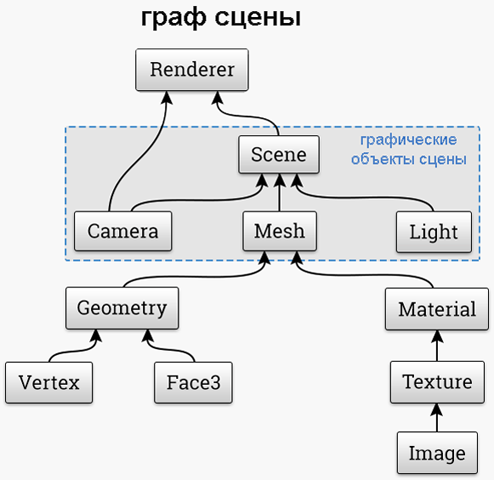 граф сцены
Renderer
графические
объекты сцены
Scene
Camera
Mesh
Light
Geometry
Material
Vertex
Face3
Texture
Image